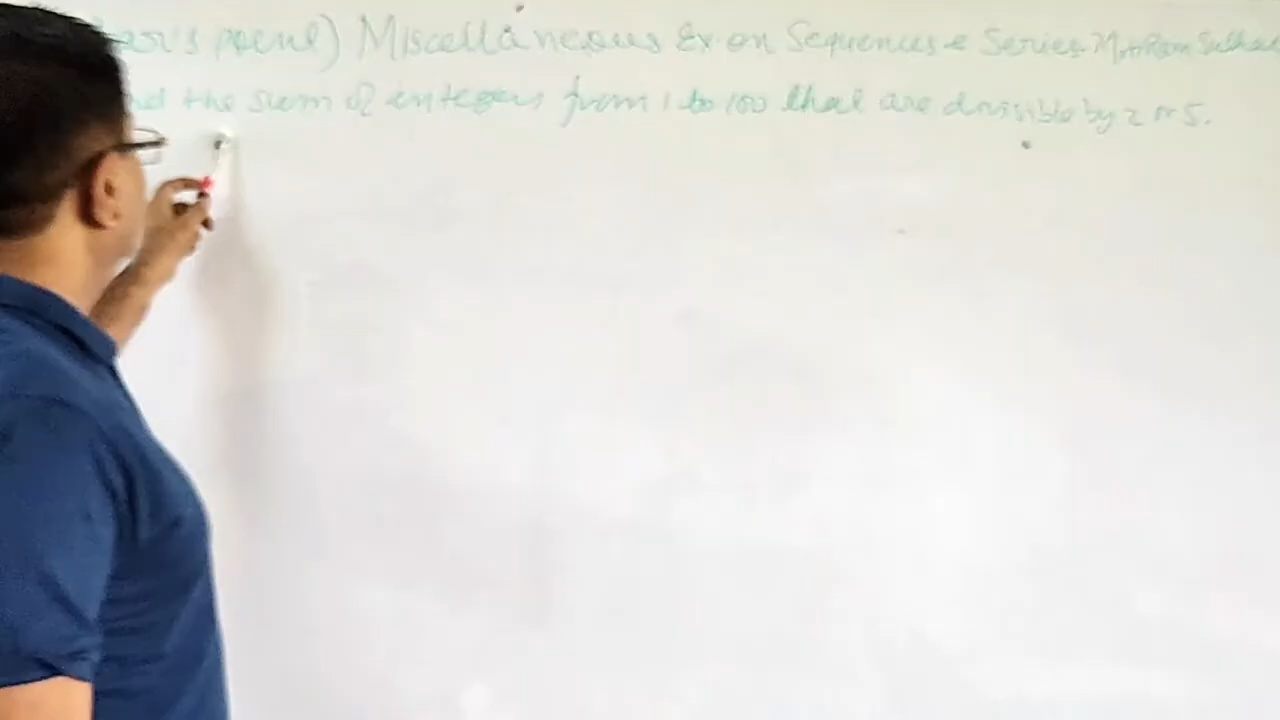 Miscellaneous Ex on Sequences & Series
the sum of integers from 1 to 100 that are divisible by 2 or 5.